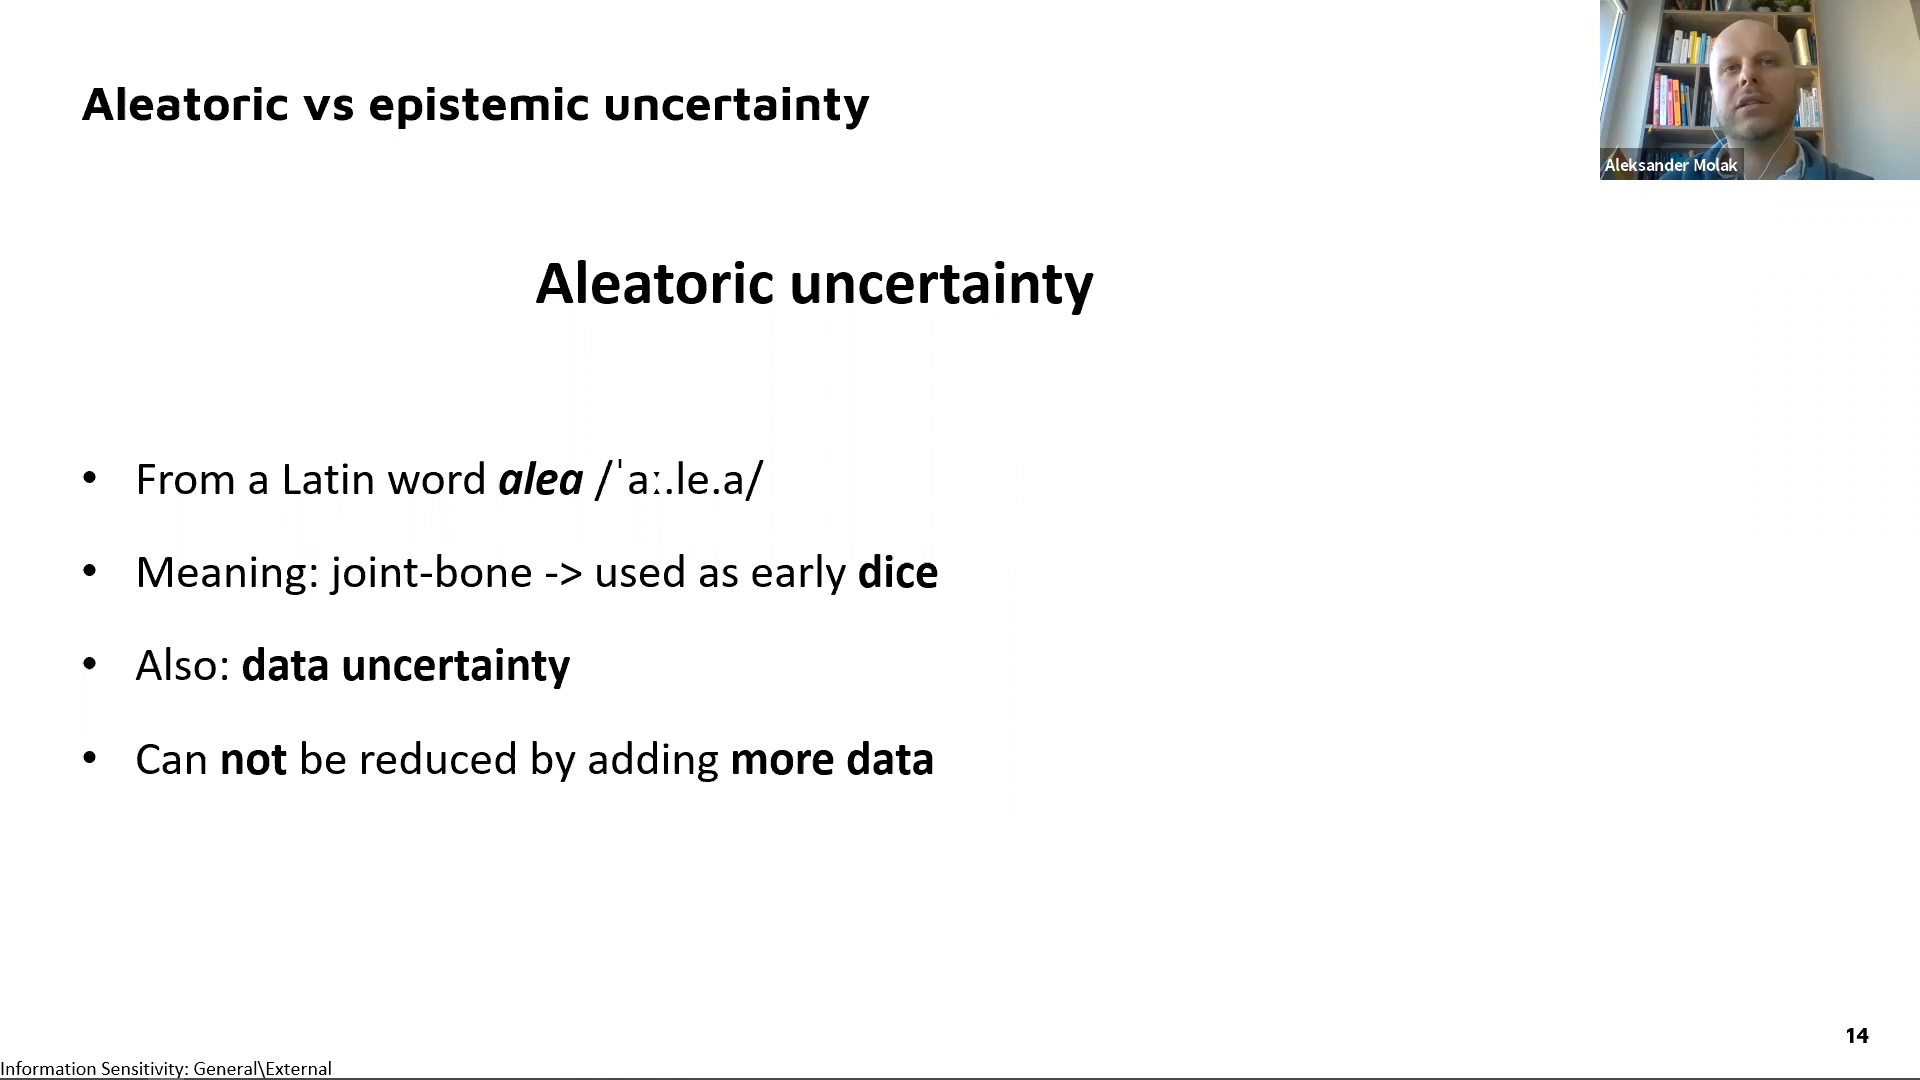 Aleatoric vs epistemic uncertainty
Aleksander Molak
Aleatoric uncertainty
• From a Latin word alea /ˈaː.le.a/
• Meaning: joint-bone -> used as early dice
• Also: data uncertainty
• Can not be reduced by adding more data
14
Information Sensitivity: General\External